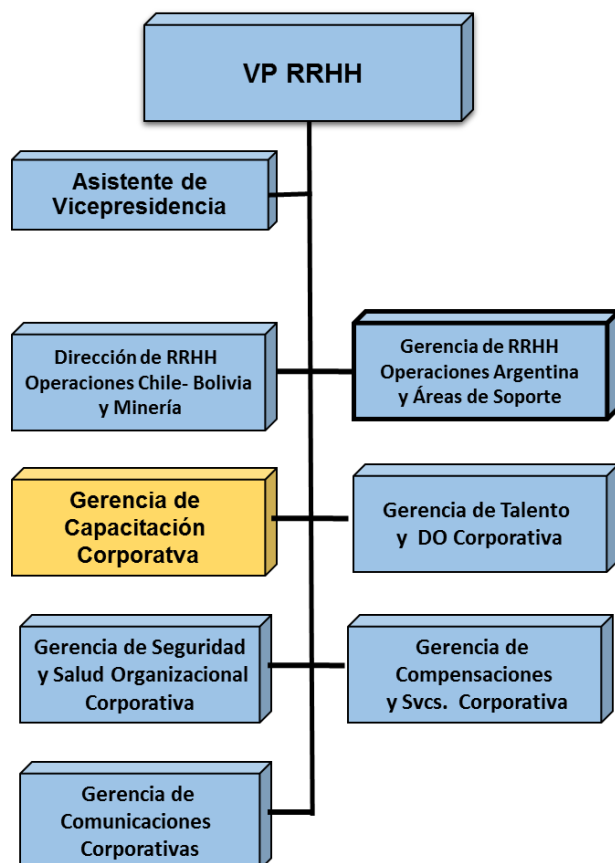 VP RRHH
Asistente de
Vicepresidencia
Dirección de RRHH
Operaciones Chile- Bolivia
y Minería
Gerencia de RRHH
Operaciones Argentina
y Áreas de Soporte
Gerencia de
Capacitación
Corporatva
Gerencia de Talento
y DO Corporativa
Gerencia de Seguridad
y Salud Organizacional
Corporativa
Gerencia de
Compensaciones
y Svcs. Corporativa
Gerencia de
Comunicaciones
Corporativas